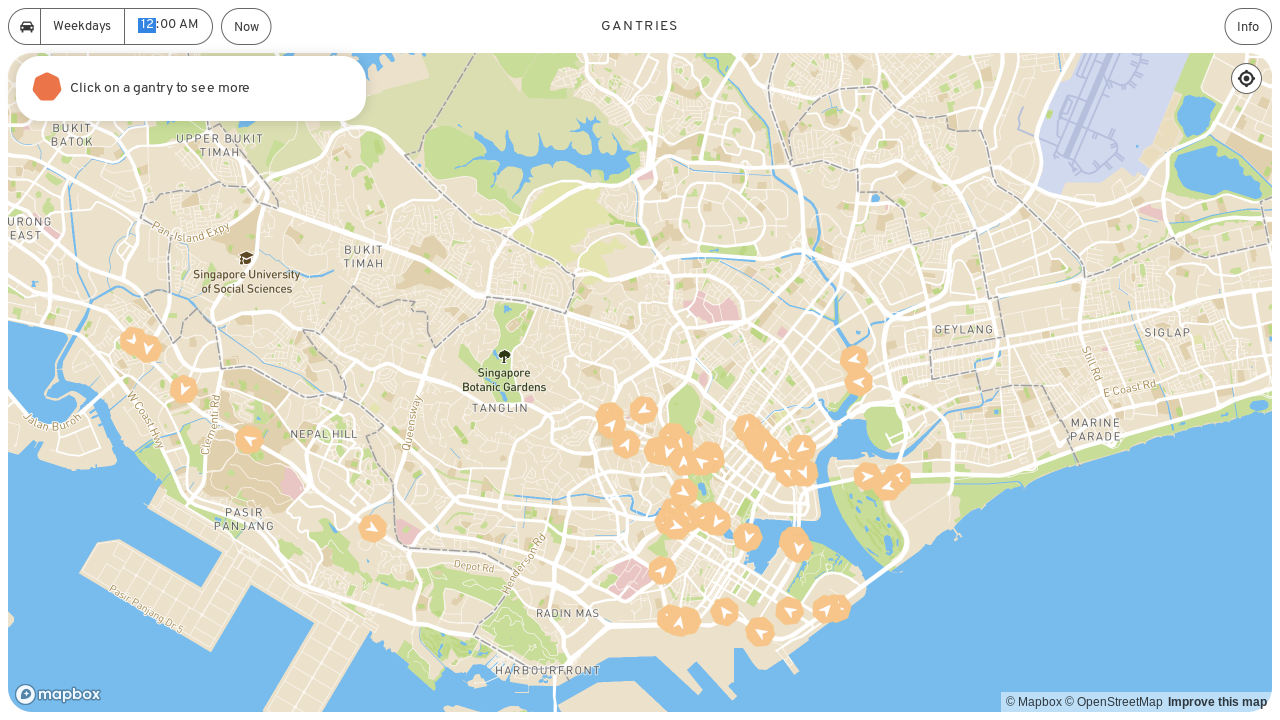 Weekdays
12:00 AM
Now
GANTRIES
Info
Click on a gantry to see more
BUKIT
BATOK
UPPER BUKIT
TIMAH
URONG
EAST
Pan-Island Expy
BUKIT
TIMAH
Singapore University
of Social Sciences
GEYLANG
SIGLAP
Still Rd
E Coast Rd
Singapore
Botanic Gardens
TANGLIN
W Coast Hwy
Clementi Rd
Queensway
Jalan Buroh
NEPAL HILL
MARINE
PARADE
PASIR
PANJANG
Henderson Rd
Depot Rd
Pasir Panjang Dr 5
RADIN MAS
HARBOURFRONT
mapbox
© Mapbox © OpenStreetMap Improve this map